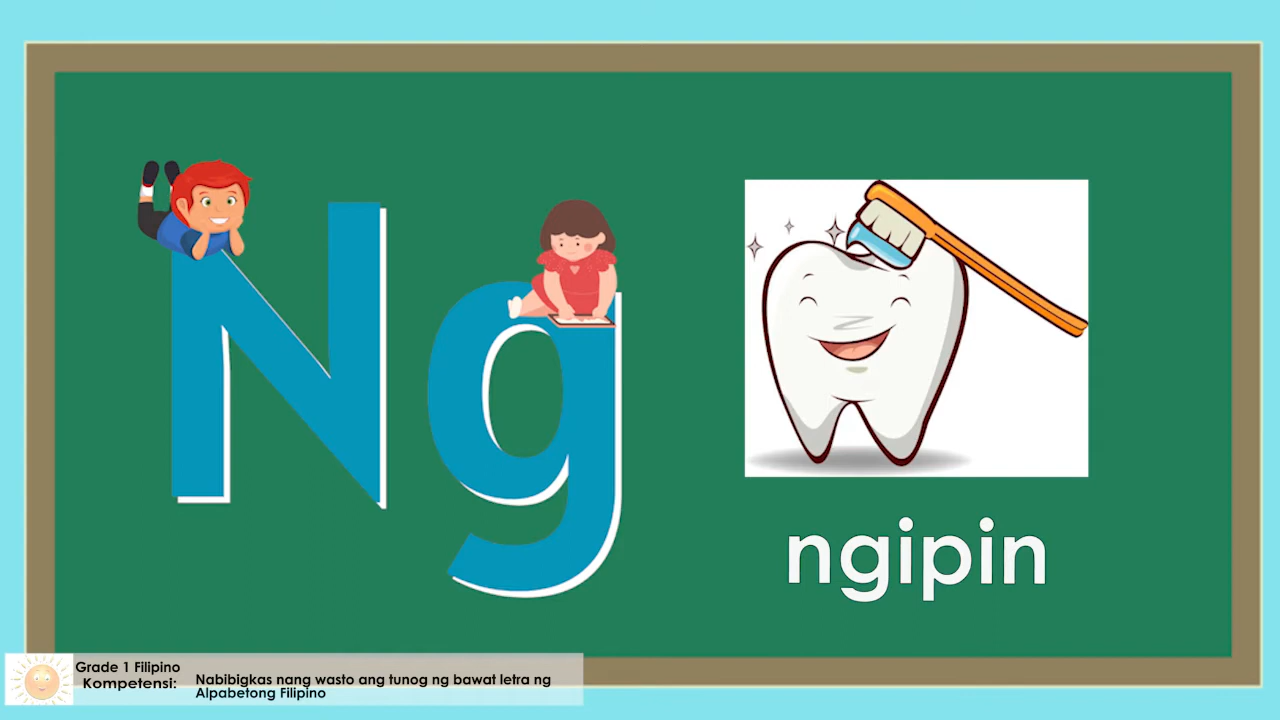 Ng
ngipin
Grade 1 Filipino
Kompetensi:
Nabibigkas nang wasto ang tunog ng bawat letra ng
Alpabetong Filipino